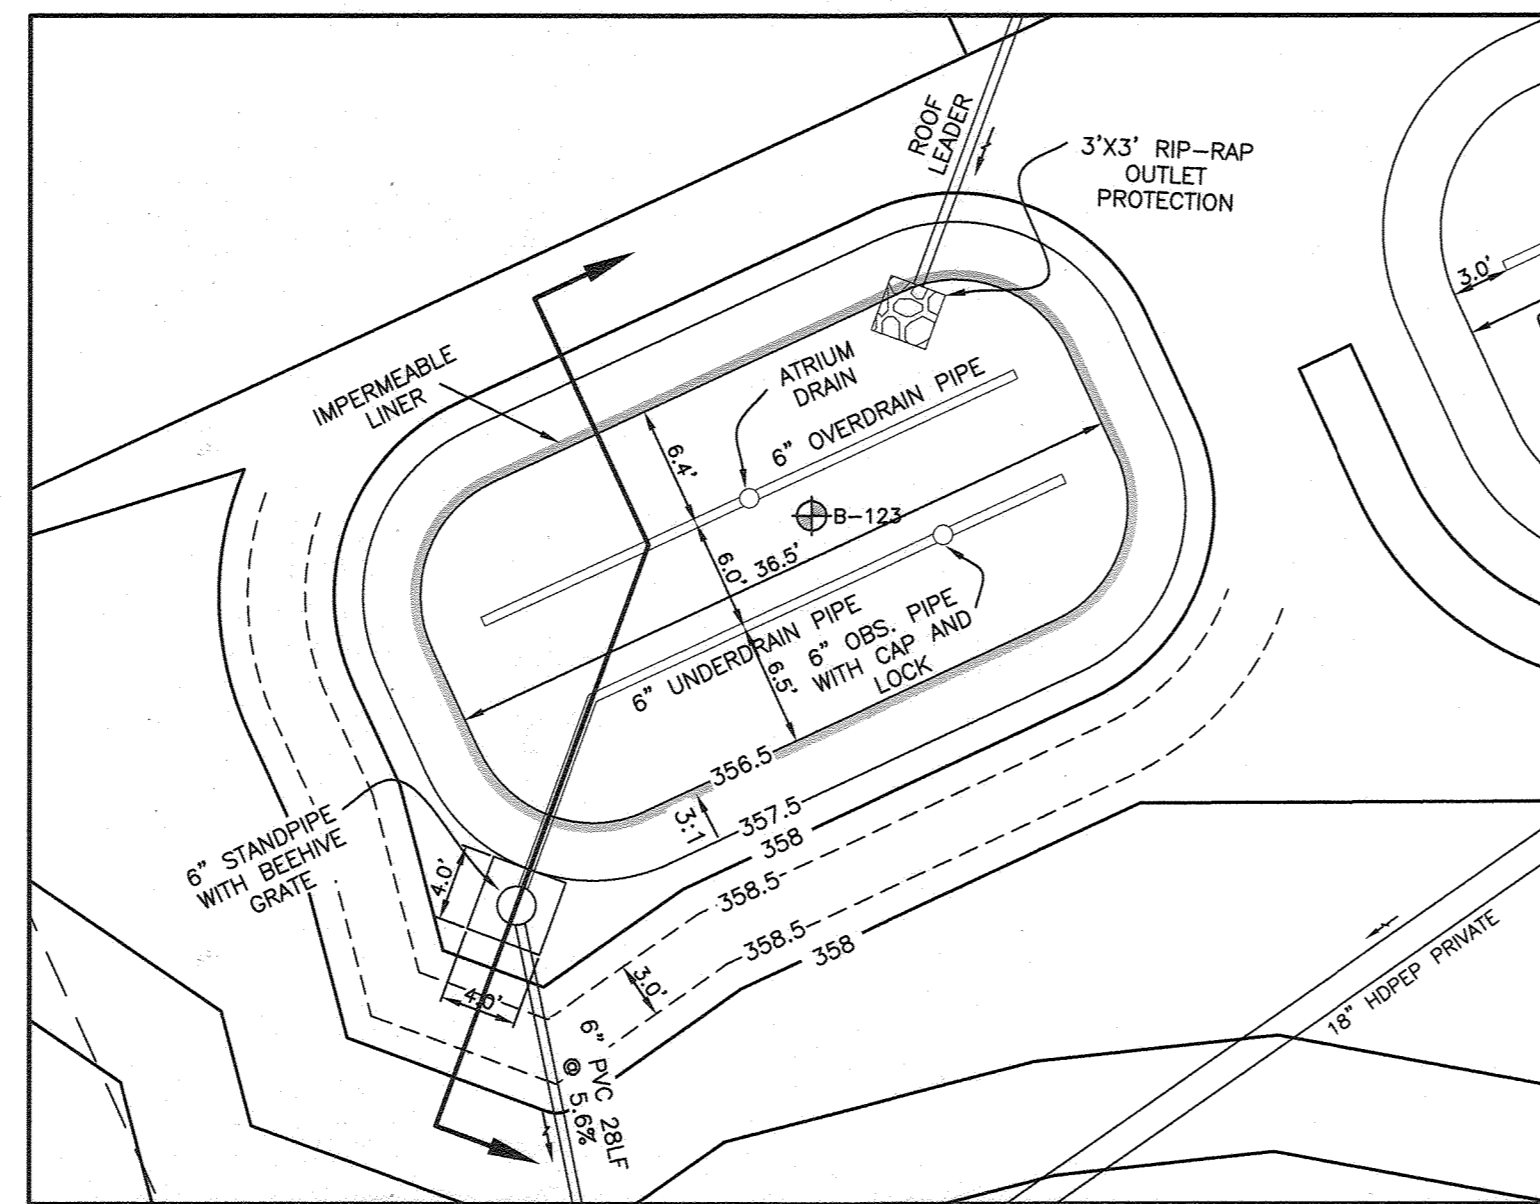 ROOF
LEADER
3'X3' RIP-RAP
OUTLET
PROTECTION
3.0'
IMPERMEABLE
LINER
ATRIUM
DRAIN
6" OVERDRAIN PIPE
6.4'
B-123
6.0'
36.5'
6" UNDERDRAIN PIPE
6" OBS. PIPE
WITH CAP AND
LOCK
6.5'
356.5
3:1
357.5
358
358.5
358.5
358
6" STANDPIPE
WITH BEEHIVE
GRATE
4.0'
4.0'
3.0'
6" PVC 28LF
@ 5.6%
18" HDPEP PRIVATE